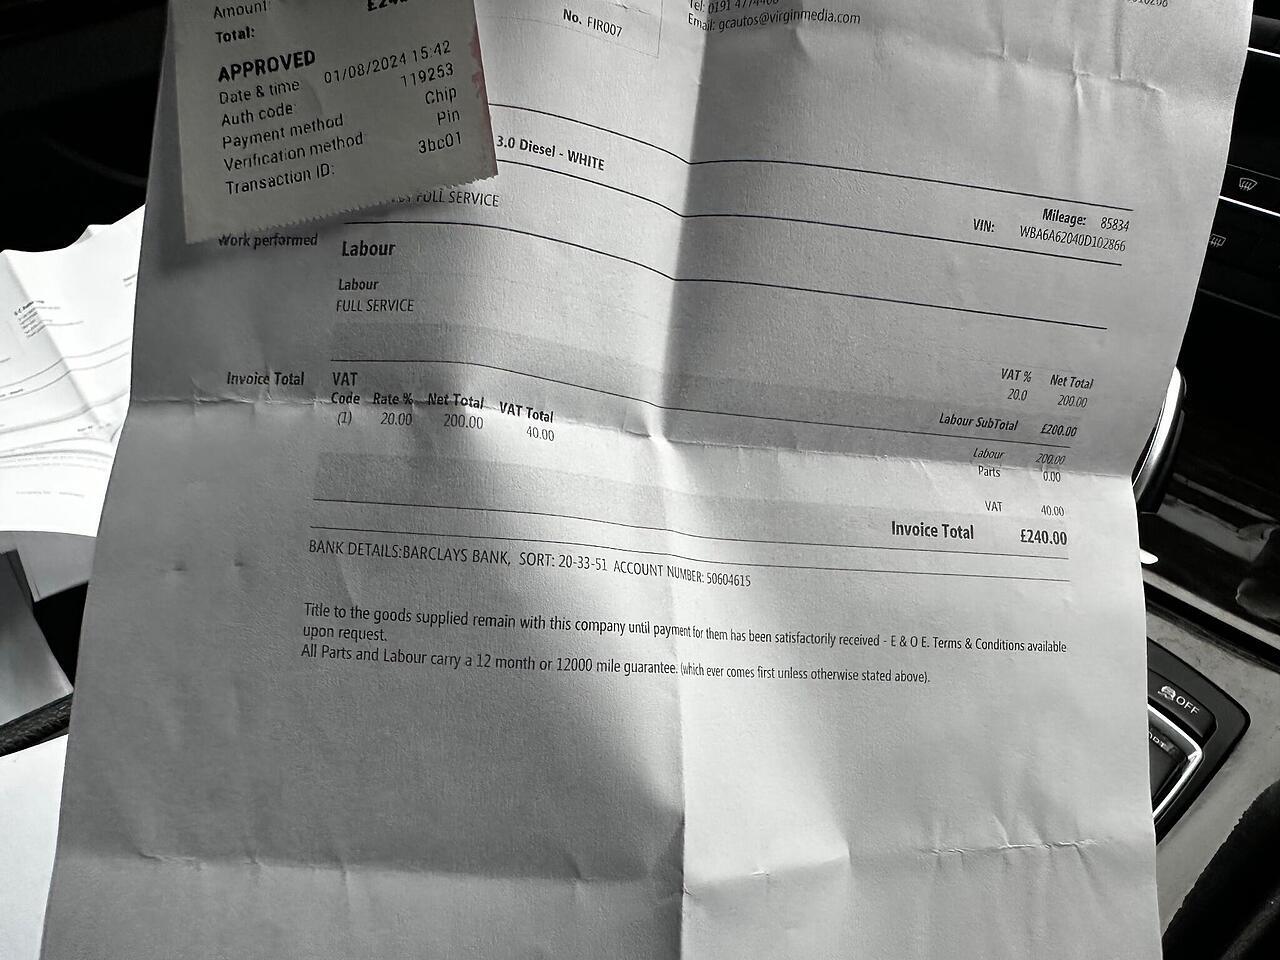 Amount
Total:
APPROVED
Date & time 01/08/2024 15:42
Auth code: 119253
Payment method Chip
Verification method Pin
Transaction ID: 3bc01
No. FIR007
Tel: 0191
Email: gcautos@virginmedia.com
3.0 Diesel - WHITE
FULL SERVICE
Mileage: 85834
VIN: WBA6A62040D102866
Work performed
Labour
Labour
FULL SERVICE
VAT % Net Total
20.0 200.00
Labour SubTotal £200.00
Invoice Total
VAT
Code Rate % Net Total VAT Total
(1) 20.00 200.00 40.00
Labour 200.00
Parts 0.00
VAT 40.00
Invoice Total £240.00
BANK DETAILS:BARCLAYS BANK, SORT: 20-33-51 ACCOUNT NUMBER: 50604615
Title to the goods supplied remain with this company until payment for them has been satisfactorily received - E & O E. Terms & Conditions available
upon request.
All Parts and Labour carry a 12 month or 12000 mile guarantee. (which ever comes first unless otherwise stated above).
OFF